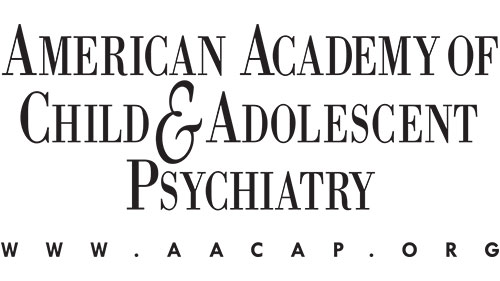 AMERICAN ACADEMY OF
CHILD & ADOLESCENT
PSYCHIATRY
WWW.AACAP.ORG